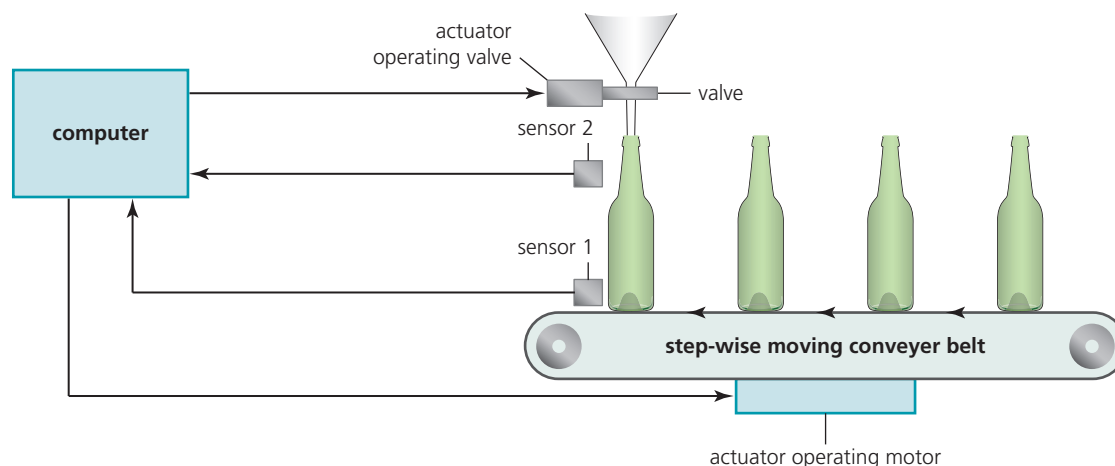 actuator
operating valve
valve
computer
sensor 2
sensor 1
step-wise moving conveyer belt
actuator operating motor